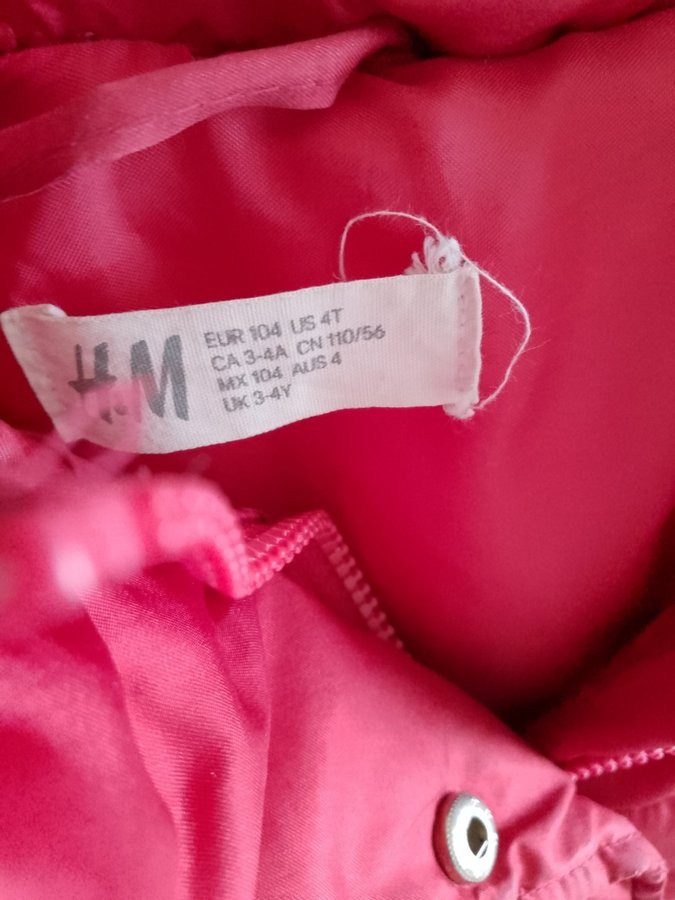 H&M
EUR 104 US 4T
CA 3-4A CN 110/56
MX 104 AUS 4
UK 3-4Y